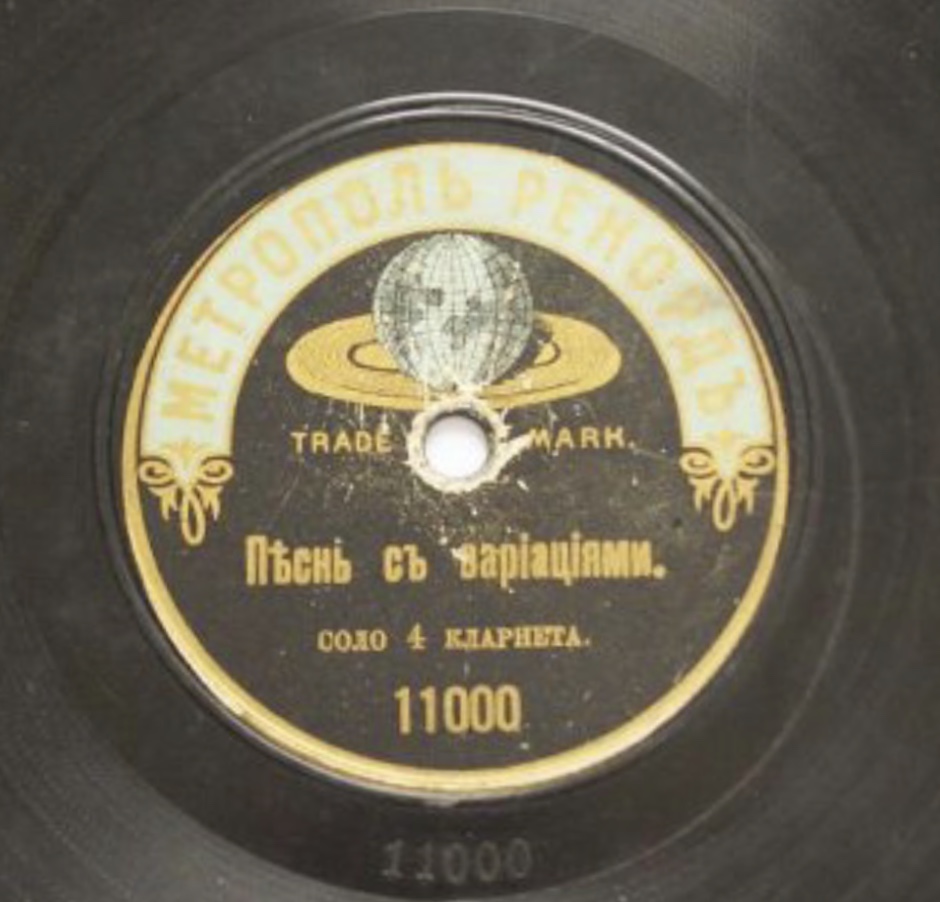 МЕТРОПОЛЬ РЕКОРДЪ
TRADE MARK.
Пѣснь съ варіаціями.
СОЛО 4 КЛАРНЕТА.
11000
11000